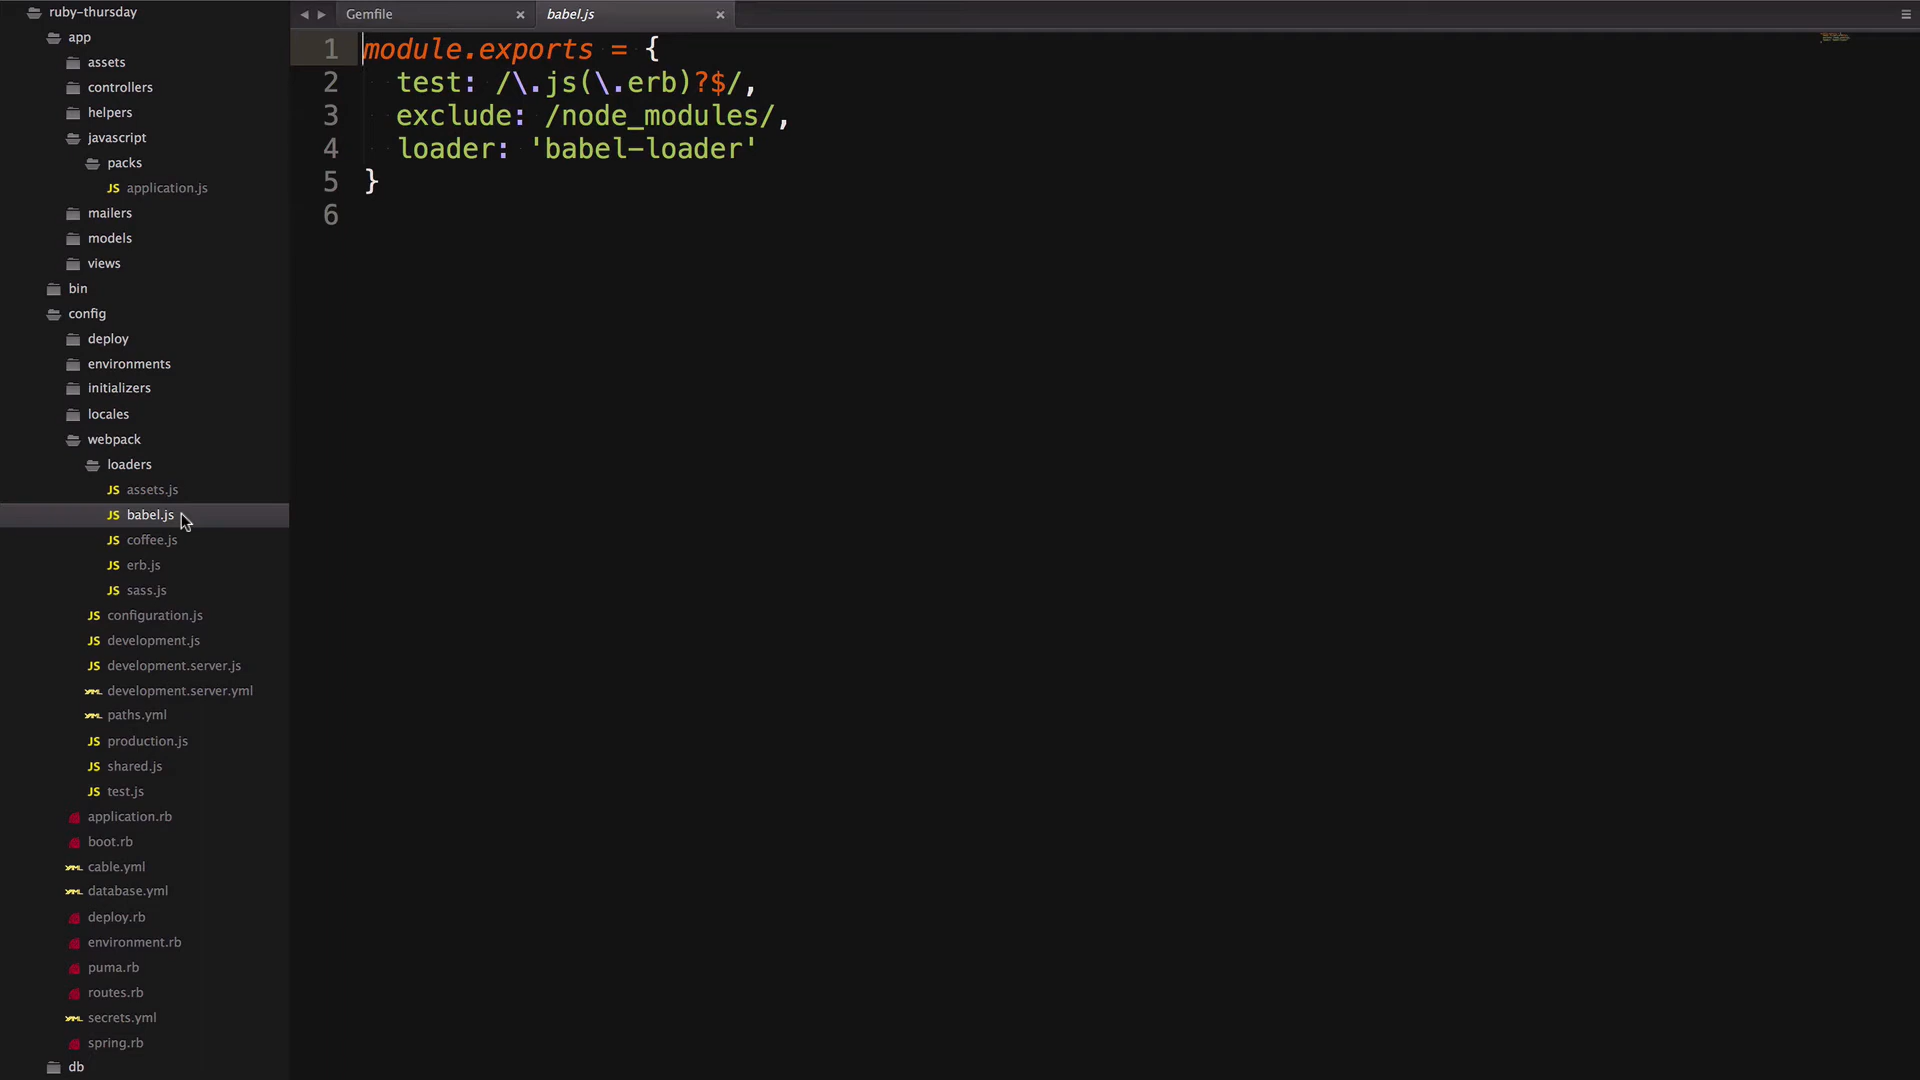 ruby-thursday
app
assets
controllers
helpers
javascript
packs
JS application.js
mailers
models
views
bin
config
deploy
environments
initializers
locales
webpack
loaders
JS assets.js
JS babel.js
JS coffee.js
JS erb.js
JS sass.js
JS configuration.js
JS development.js
JS development.server.js
YAML development.server.yml
YAML paths.yml
JS production.js
JS shared.js
JS test.js
application.rb
boot.rb
YAML cable.yml
YAML database.yml
deploy.rb
environment.rb
puma.rb
routes.rb
YAML secrets.yml
spring.rb
db
Gemfile
babel.js
1 module.exports = {
2   test: /\.js(\.erb)?$/,
3   exclude: /node_modules/,
4   loader: 'babel-loader'
5 }
6